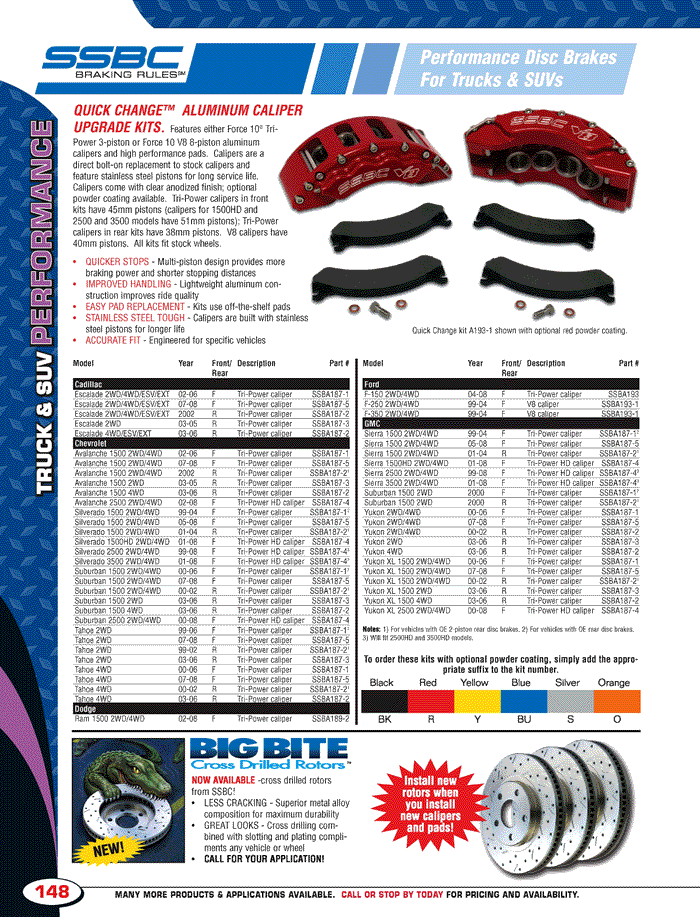 SSBC
BRAKING RULES℠
Performance Disc Brakes
For Trucks & SUVs
TRUCK & SUV PERFORMANCE
QUICK CHANGE™ ALUMINUM CALIPER
UPGRADE KITS. Features either Force 10° Tri-
Power 3-piston or Force 10 V8 8-piston aluminum
calipers and high performance pads. Calipers are a
direct bolt-on replacement to stock calipers and
feature stainless steel pistons for long service life.
Calipers come with clear anodized finish; optional
powder coating available. Tri-Power calipers in front
kits have 45mm pistons (calipers for 1500HD and
2500 and 3500 models have 51mm pistons); Tri-Power
calipers in rear kits have 38mm pistons. V8 calipers have
40mm pistons. All kits fit stock wheels.
• QUICKER STOPS - Multi-piston design provides more
braking power and shorter stopping distances
• IMPROVED HANDLING - Lightweight aluminum con-
struction improves ride quality
• EASY PAD REPLACEMENT - Kits use off-the-shelf pads
• STAINLESS STEEL TOUGH - Calipers are built with stainless
steel pistons for longer life
• ACCURATE FIT - Engineered for specific vehicles
SSBC V8
Quick Change kit A193-1 shown with optional red powder coating.
Model Year Front/ Description Part #
Rear
Cadillac
Escalade 2WD/4WD/ESV/EXT 02-06 F Tri-Power caliper SSBA187-1
Escalade 2WD/4WD/ESV/EXT 07-08 F Tri-Power caliper SSBA187-5
Escalade 2WD/4WD/ESV/EXT 2002 R Tri-Power caliper SSBA187-2
Escalade 2WD 03-05 R Tri-Power caliper SSBA187-3
Escalade 4WD/ESV/EXT 03-06 R Tri-Power caliper SSBA187-2
Chevrolet
Avalanche 1500 2WD/4WD 02-06 F Tri-Power caliper SSBA187-1
Avalanche 1500 2WD/4WD 07-08 F Tri-Power caliper SSBA187-5
Avalanche 1500 2WD/4WD 2002 R Tri-Power caliper SSBA187-2
Avalanche 1500 2WD 03-05 R Tri-Power caliper SSBA187-3
Avalanche 1500 4WD 03-06 R Tri-Power caliper SSBA187-2
Avalanche 2500 2WD/4WD 02-08 F Tri-Power HD caliper SSBA187-4
Silverado 1500 2WD/4WD 99-04 F Tri-Power caliper SSBA187-1
Silverado 1500 2WD/4WD 05-08 F Tri-Power caliper SSBA187-5
Silverado 1500 2WD/4WD 01-04 R Tri-Power caliper SSBA187-2
Silverado 1500HD 2WD/4WD 01-08 F Tri-Power HD caliper SSBA187-4
Silverado 2500 2WD/4WD 99-08 F Tri-Power HD caliper SSBA187-4
Silverado 3500 2WD/4WD 01-08 F Tri-Power HD caliper SSBA187-4
Suburban 1500 2WD/4WD 00-06 F Tri-Power caliper SSBA187-1
Suburban 1500 2WD/4WD 07-08 F Tri-Power caliper SSBA187-5
Suburban 1500 2WD/4WD 00-02 R Tri-Power caliper SSBA187-2
Suburban 1500 2WD 03-06 R Tri-Power caliper SSBA187-3
Suburban 1500 4WD 03-06 R Tri-Power caliper SSBA187-2
Suburban 2500 2WD/4WD 00-08 F Tri-Power HD caliper SSBA187-4
Tahoe 2WD 99-06 F Tri-Power caliper SSBA187-1
Tahoe 2WD 07-08 F Tri-Power caliper SSBA187-5
Tahoe 2WD 99-02 R Tri-Power caliper SSBA187-2
Tahoe 2WD 03-06 R Tri-Power caliper SSBA187-3
Tahoe 4WD 00-06 F Tri-Power caliper SSBA187-1
Tahoe 4WD 07-08 F Tri-Power caliper SSBA187-5
Tahoe 4WD 00-02 R Tri-Power caliper SSBA187-2
Tahoe 4WD 03-06 R Tri-Power caliper SSBA187-2
Dodge
Ram 1500 2WD/4WD 02-08 F Tri-Power caliper SSBA189-2
Model Year Front/ Description Part #
Rear
Ford
F-150 2WD/4WD 04-08 F Tri-Power caliper SSBA193
F-250 2WD/4WD 99-04 F V8 caliper SSBA193-1
F-350 2WD/4WD 99-04 F V8 caliper SSBA193-1
GMC
Sierra 1500 2WD/4WD 99-04 F Tri-Power caliper SSBA187-1
Sierra 1500 2WD/4WD 05-08 F Tri-Power caliper SSBA187-5
Sierra 1500 2WD/4WD 01-04 R Tri-Power caliper SSBA187-2
Sierra 1500HD 2WD/4WD 01-08 F Tri-Power HD caliper SSBA187-4
Sierra 2500 2WD/4WD 99-08 F Tri-Power HD caliper SSBA187-4
Sierra 3500 2WD/4WD 01-08 F Tri-Power HD caliper SSBA187-4
Suburban 1500 2WD 2000 F Tri-Power caliper SSBA187-1
Suburban 1500 2WD 2000 R Tri-Power caliper SSBA187-2
Yukon 2WD/4WD 00-06 F Tri-Power caliper SSBA187-1
Yukon 2WD/4WD 07-08 F Tri-Power caliper SSBA187-5
Yukon 2WD/4WD 00-02 R Tri-Power caliper SSBA187-2
Yukon 2WD 03-06 R Tri-Power caliper SSBA187-3
Yukon 4WD 03-06 R Tri-Power caliper SSBA187-2
Yukon XL 1500 2WD/4WD 00-06 F Tri-Power caliper SSBA187-1
Yukon XL 1500 2WD/4WD 07-08 F Tri-Power caliper SSBA187-5
Yukon XL 1500 2WD/4WD 00-02 R Tri-Power caliper SSBA187-2
Yukon XL 1500 2WD 03-06 R Tri-Power caliper SSBA187-3
Yukon XL 1500 4WD 03-06 R Tri-Power caliper SSBA187-2
Yukon XL 2500 2WD/4WD 00-08 F Tri-Power HD caliper SSBA187-4
Notes: 1) For vehicles with OE 2-piston rear disc brakes. 2) For vehicles with OE rear disc brakes.
3) Will fit 2500HD and 3500HD models.
To order these kits with optional powder coating, simply add the appro-
priate suffix to the kit number.
Black Red Yellow Blue Silver Orange
BK R Y BU S O
NEW!
BIG BITE
Cross Drilled Rotors™
NOW AVAILABLE -cross drilled rotors
from SSBC!
• LESS CRACKING - Superior metal alloy
composition for maximum durability
• GREAT LOOKS - Cross drilling com-
bined with slotting and plating compli-
ments any vehicle or wheel
• CALL FOR YOUR APPLICATION!
Install new
rotors when
you install
new calipers
and pads!
148
MANY MORE PRODUCTS & APPLICATIONS AVAILABLE. CALL OR STOP BY TODAY FOR PRICING AND AVAILABILITY.